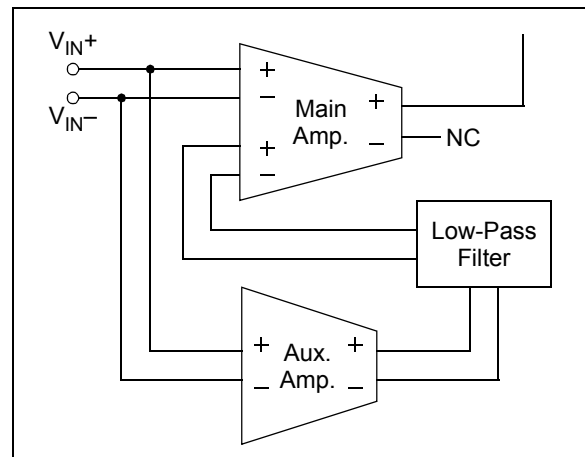 VIN+
VIN−
+
−
Main
Amp.
+
−
+
−
NC
Low-Pass
Filter
+
−
Aux.
Amp.
+
−